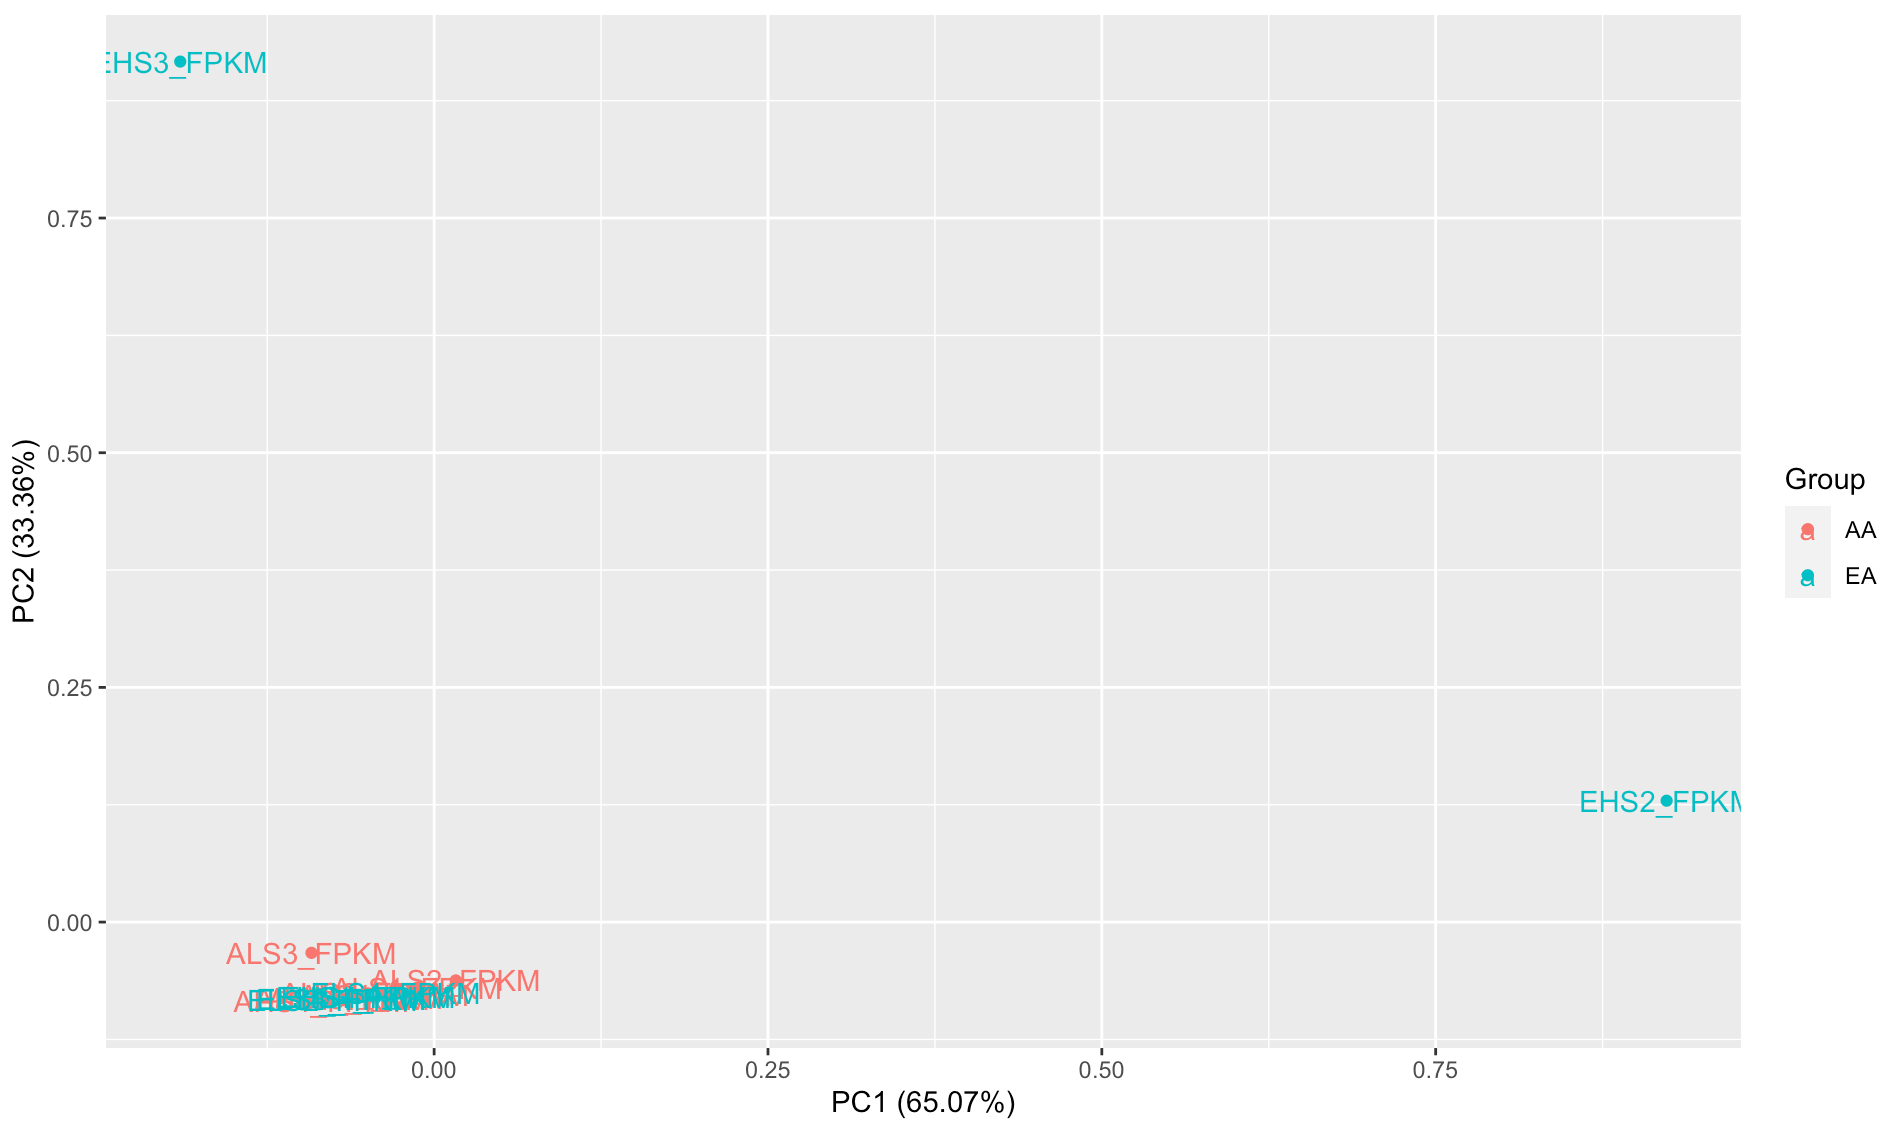 EHS3_FPKM
0.75
0.50
0.25
0.00
PC2 (33.36%)
EHS2_FPKM
ALS3_FPKM
ALS2_FPKM
0.00
0.25
0.50
0.75
PC1 (65.07%)
Group
a AA
a EA